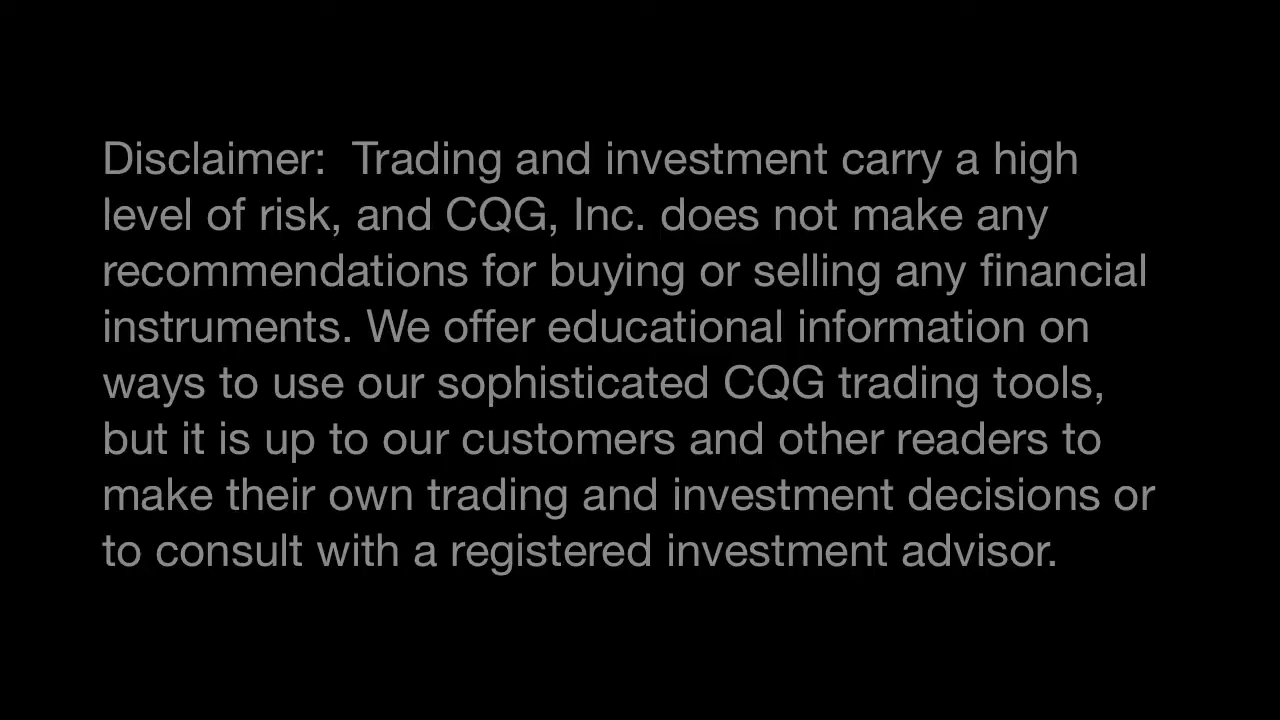 Disclaimer:  Trading and investment carry a high
level of risk, and CQG, Inc. does not make any
recommendations for buying or selling any financial
instruments. We offer educational information on
ways to use our sophisticated CQG trading tools,
but it is up to our customers and other readers to
make their own trading and investment decisions or
to consult with a registered investment advisor.